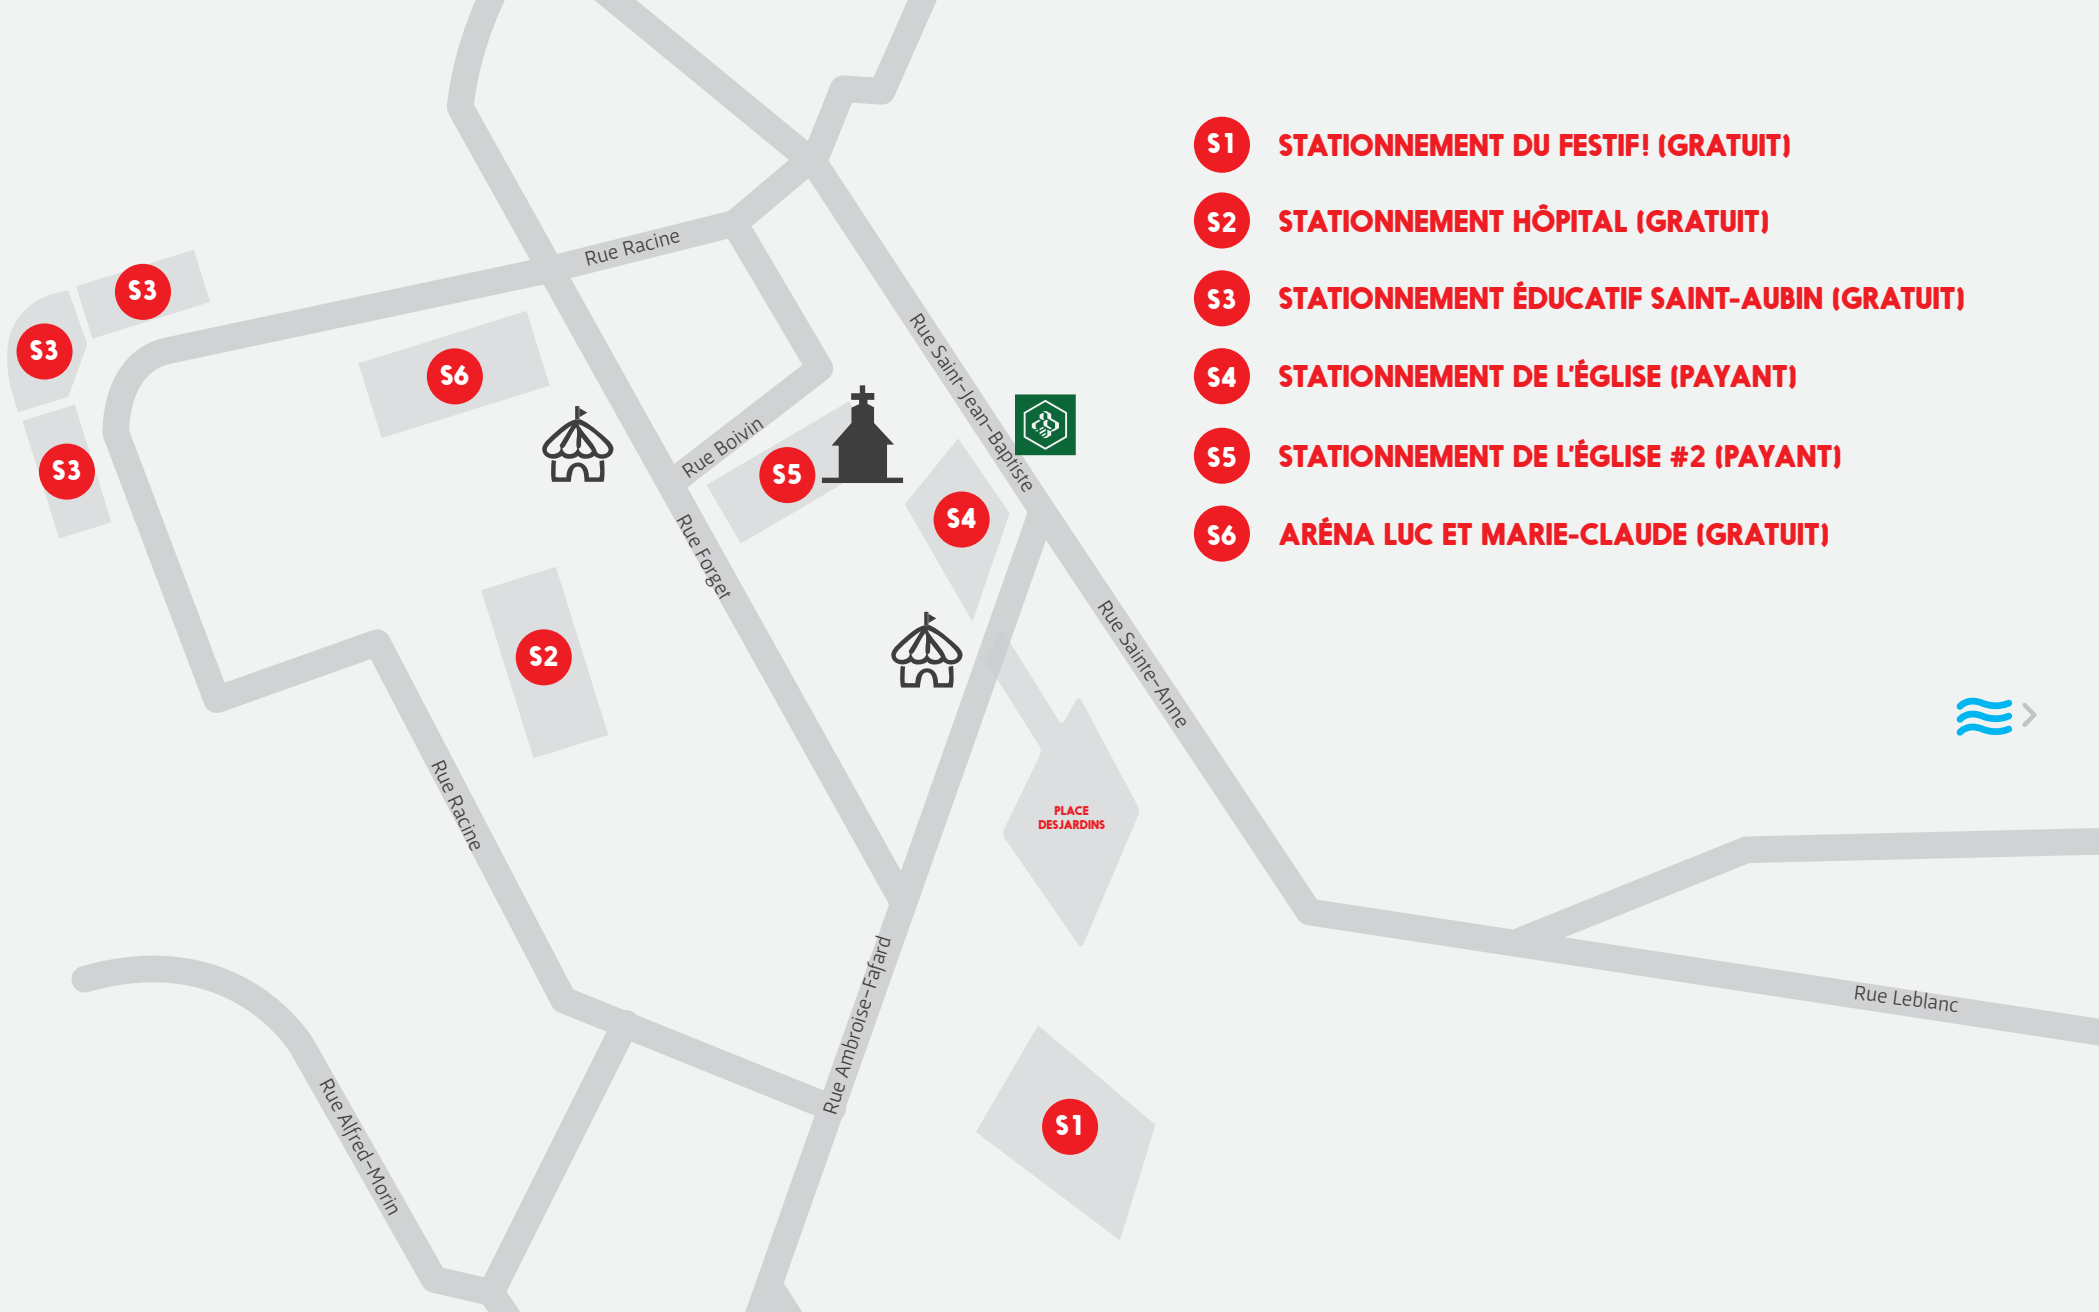 S1 STATIONNEMENT DU FESTIF! (GRATUIT)
S2 STATIONNEMENT HÔPITAL (GRATUIT)
S3 STATIONNEMENT ÉDUCATIF SAINT-AUBIN (GRATUIT)
S4 STATIONNEMENT DE L'ÉGLISE (PAYANT)
S5 STATIONNEMENT DE L'ÉGLISE #2 (PAYANT)
S6 ARÉNA LUC ET MARIE-CLAUDE (GRATUIT)
Rue Racine
S3
S3
S6
Rue Saint-Jean-Baptiste
Rue Boivin
S3
S5
S4
Rue Forget
S2
Rue Sainte-Anne
Rue Racine
PLACE
DESJARDINS
Rue Leblanc
Rue Ambroise-Fafard
S1
Rue Alfred-Morin